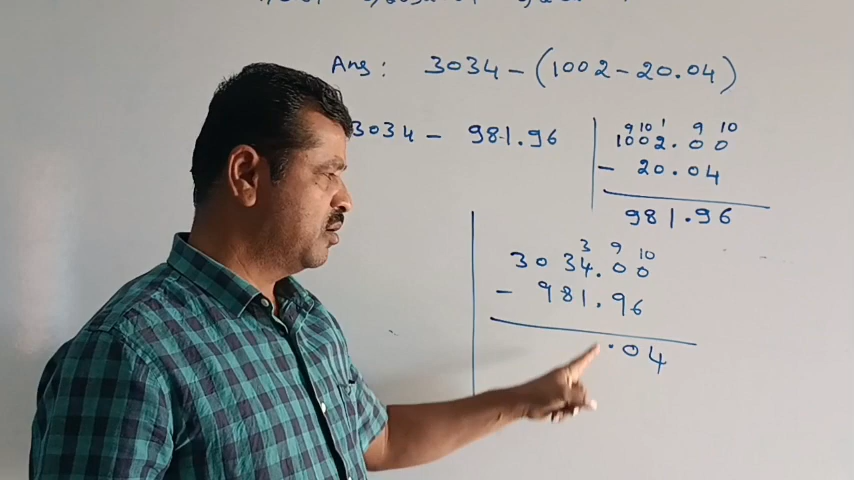 Ans : 3034 - (1002 - 20.04)
3034 - 981.96
9 10 1 9 10
1002.00
- 20.04
981.96
3 9 10
3034.00
- 981.96
.04